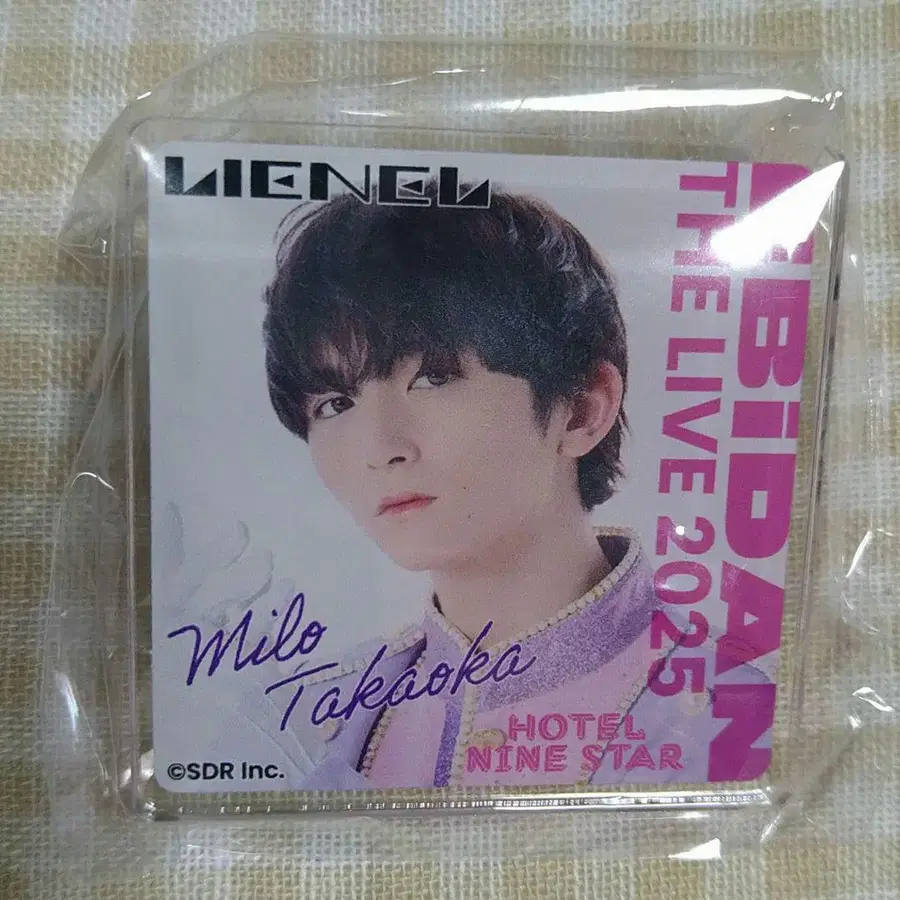 LIENEL
EBiDAN
THE LIVE 2025
Milo
Takaoka
HOTEL
NINE STAR
©SDR Inc.